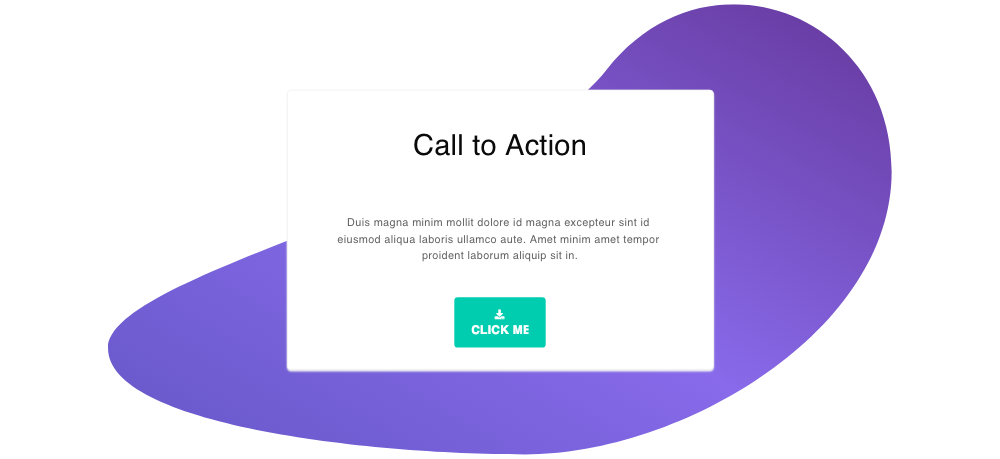 Call to Action
Duis magna minim mollit dolore id magna excepteur sint id
eiusmod aliqua laboris ullamco aute. Amet minim amet tempor
proident laborum aliquip sit in.
CLICK ME